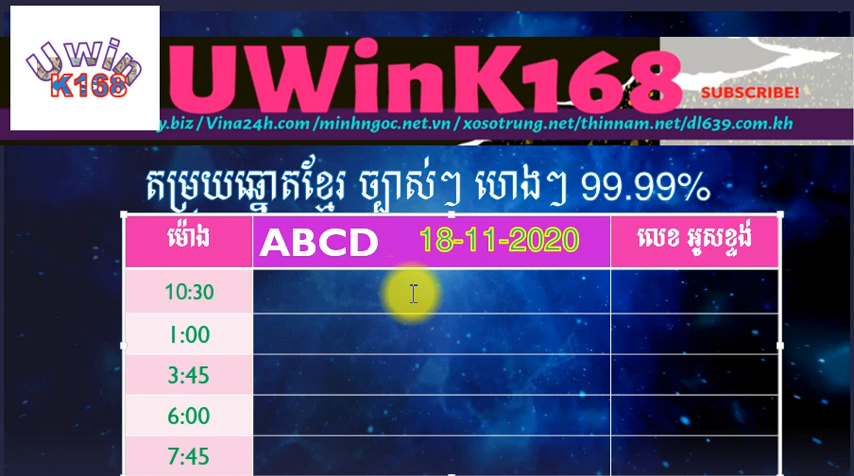 UWin
K168
UWinK168
SUBSCRIBE!
y.biz / Vina24h.com /minhngoc.net.vn / xosotrung.net/thinnam.net/dl639.com.kh
តម្រុយឆ្នោតខ្មែរ ច្បាស់ៗ ហេងៗ 99.99%
ម៉ោង ABCD 18-11-2020 លេខ អូសខ្ទង់
10:30
1:00
3:45
6:00
7:45